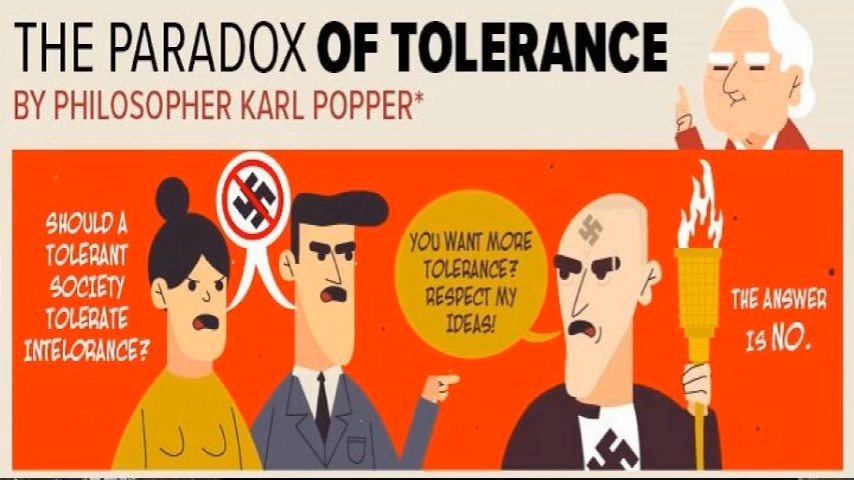 THE PARADOX OF TOLERANCE
BY PHILOSOPHER KARL POPPER*
SHOULD A
TOLERANT
SOCIETY
TOLERATE
INTELORANCE?
YOU WANT MORE
TOLERANCE?
RESPECT MY
IDEAS!
THE ANSWER
IS NO.